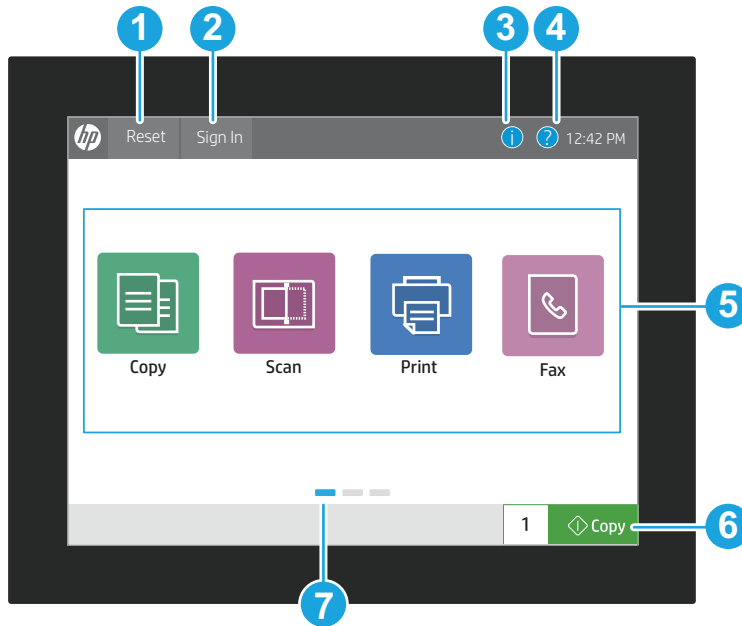 1 2 3 4
hp Reset Sign In i ? 12:42 PM
5
Copy Scan Print Fax
1 Copy 6
7